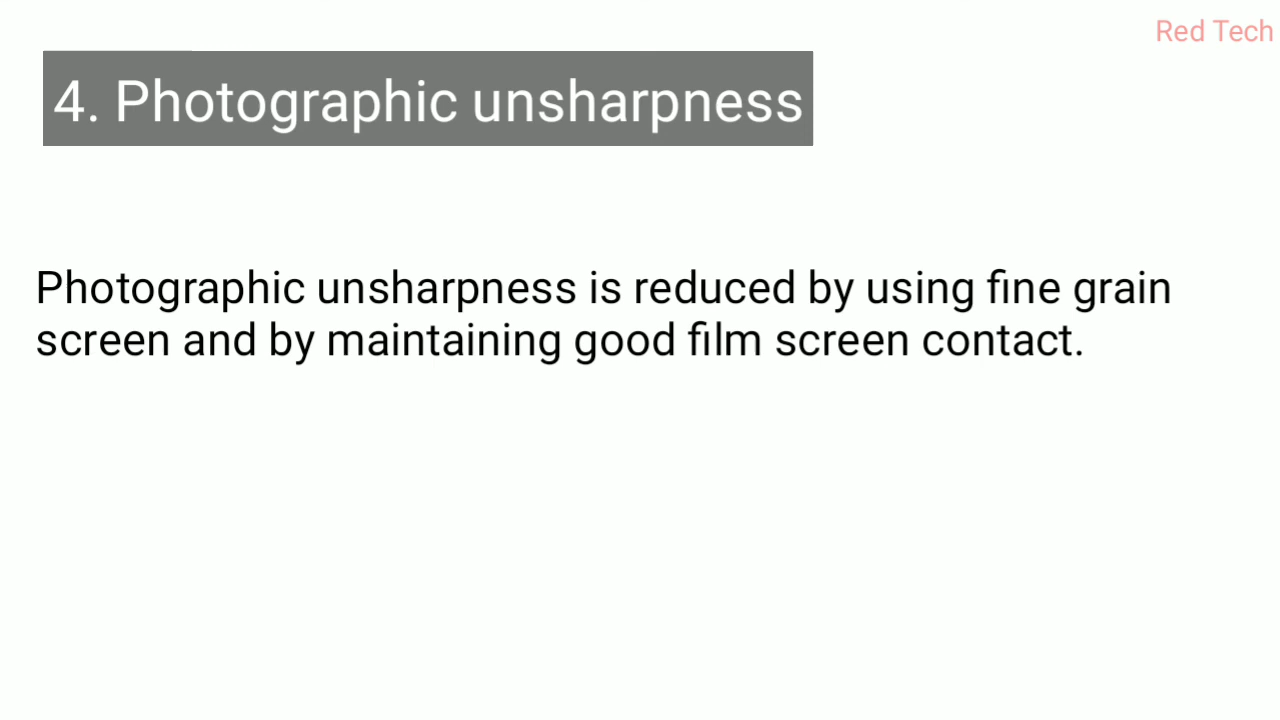 Red Tech
4. Photographic unsharpness
Photographic unsharpness is reduced by using fine grain
screen and by maintaining good film screen contact.